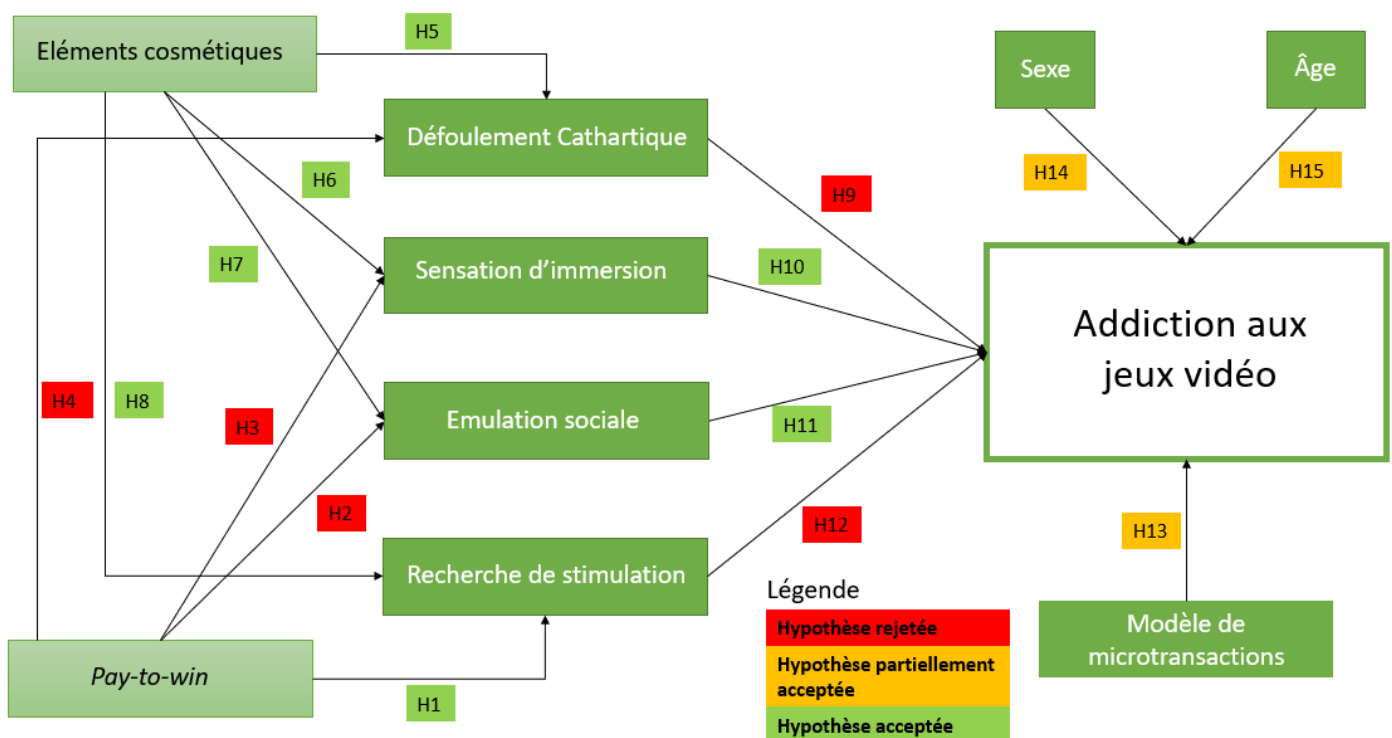 H5
Eléments cosmétiques
Sexe
Âge
Défoulement Cathartique
H14
H15
H6
H9
H7
Sensation d’immersion
H10
Addiction aux
jeux vidéo
H4
H8
H3
Emulation sociale
H11
H2
H12
H13
Recherche de stimulation
Légende
Hypothèse rejetée
Hypothèse partiellement
acceptée
Hypothèse acceptée
Modèle de
microtransactions
Pay-to-win
H1